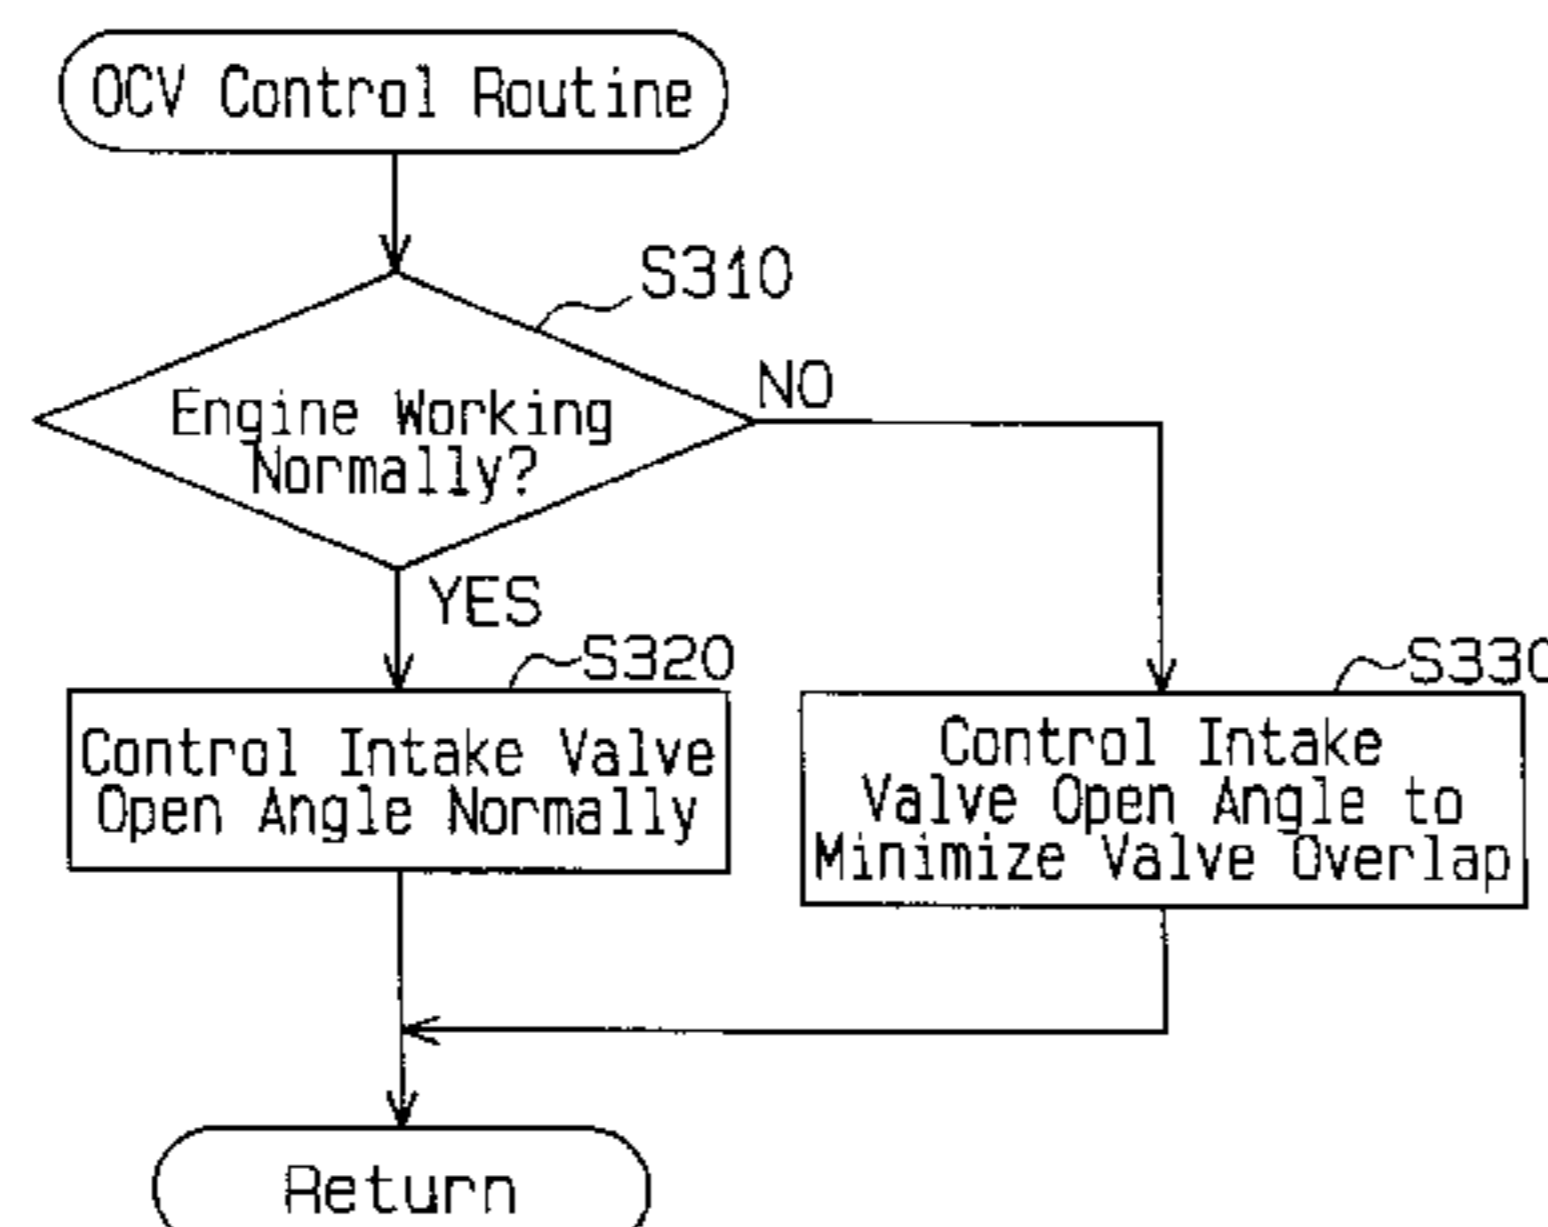 OCV Control Routine
S310
Engine Working
Normally?
NO
YES
S320
Control Intake Valve
Open Angle Normally
S330
Control Intake
Valve Open Angle to
Minimize Valve Overlap
Return